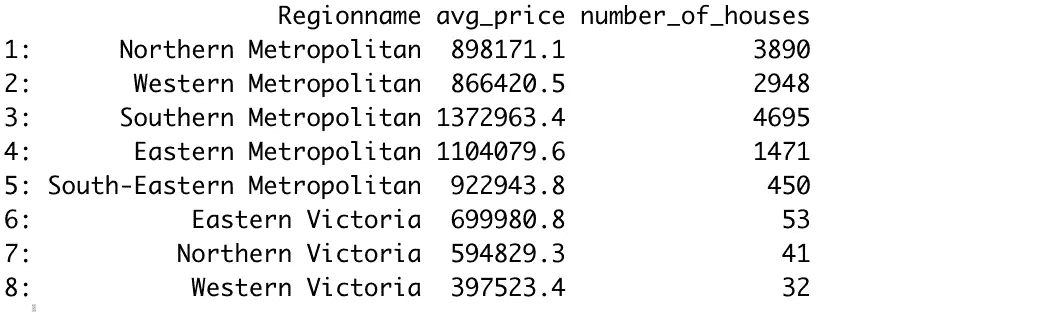 Regionname avg_price number_of_houses
1: Northern Metropolitan 898171.1 3890
2: Western Metropolitan 866420.5 2948
3: Southern Metropolitan 1372963.4 4695
4: Eastern Metropolitan 1104079.6 1471
5: South-Eastern Metropolitan 922943.8 450
6: Eastern Victoria 699980.8 53
7: Northern Victoria 594829.3 41
8: Western Victoria 397523.4 32